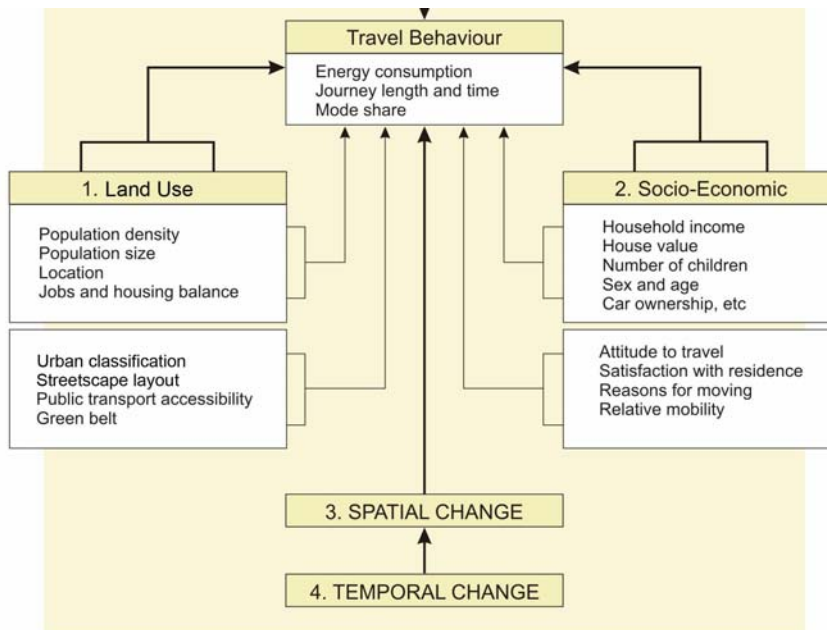 Travel Behaviour
Energy consumption
Journey length and time
Mode share
1. Land Use
Population density
Population size
Location
Jobs and housing balance
Urban classification
Streetscape layout
Public transport accessibility
Green belt
2. Socio-Economic
Household income
House value
Number of children
Sex and age
Car ownership, etc
Attitude to travel
Satisfaction with residence
Reasons for moving
Relative mobility
3. SPATIAL CHANGE
4. TEMPORAL CHANGE